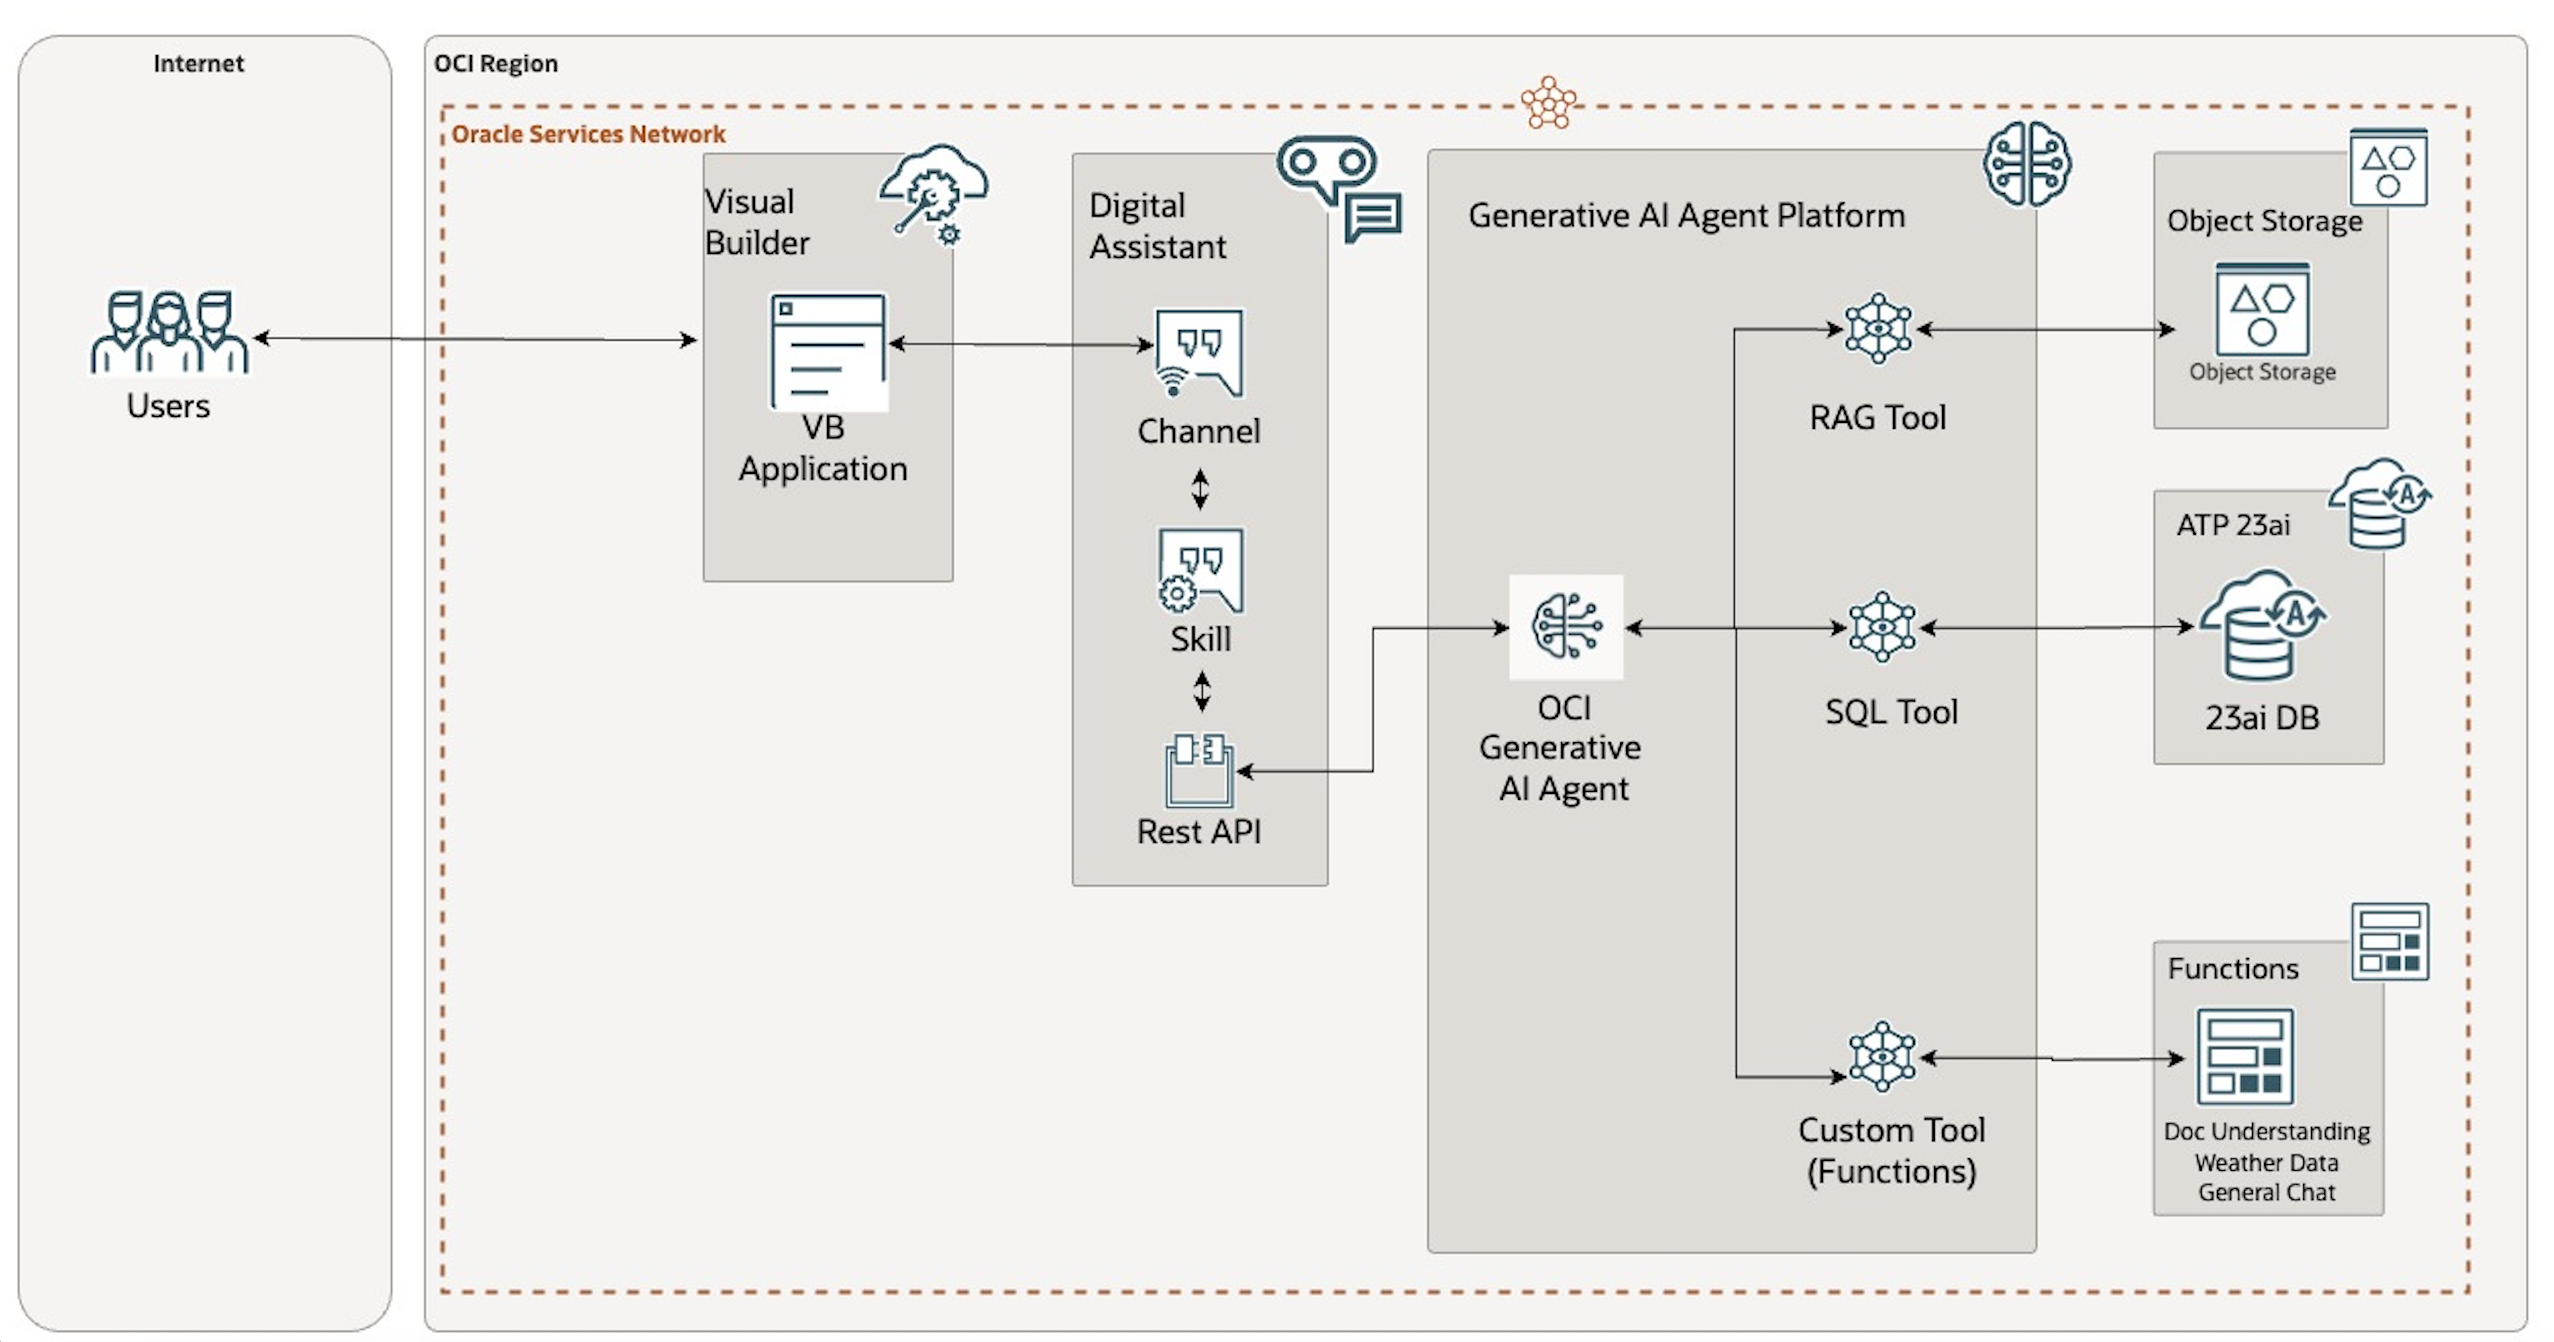 Internet
OCI Region
Oracle Services Network
Users
Visual
Builder
VB
Application
Digital
Assistant
Channel
Skill
Rest API
Generative AI Agent Platform
OCI
Generative
AI Agent
RAG Tool
SQL Tool
Custom Tool
(Functions)
Object Storage
Object Storage
ATP 23ai
A
A
23ai DB
Functions
Doc Understanding
Weather Data
General Chat